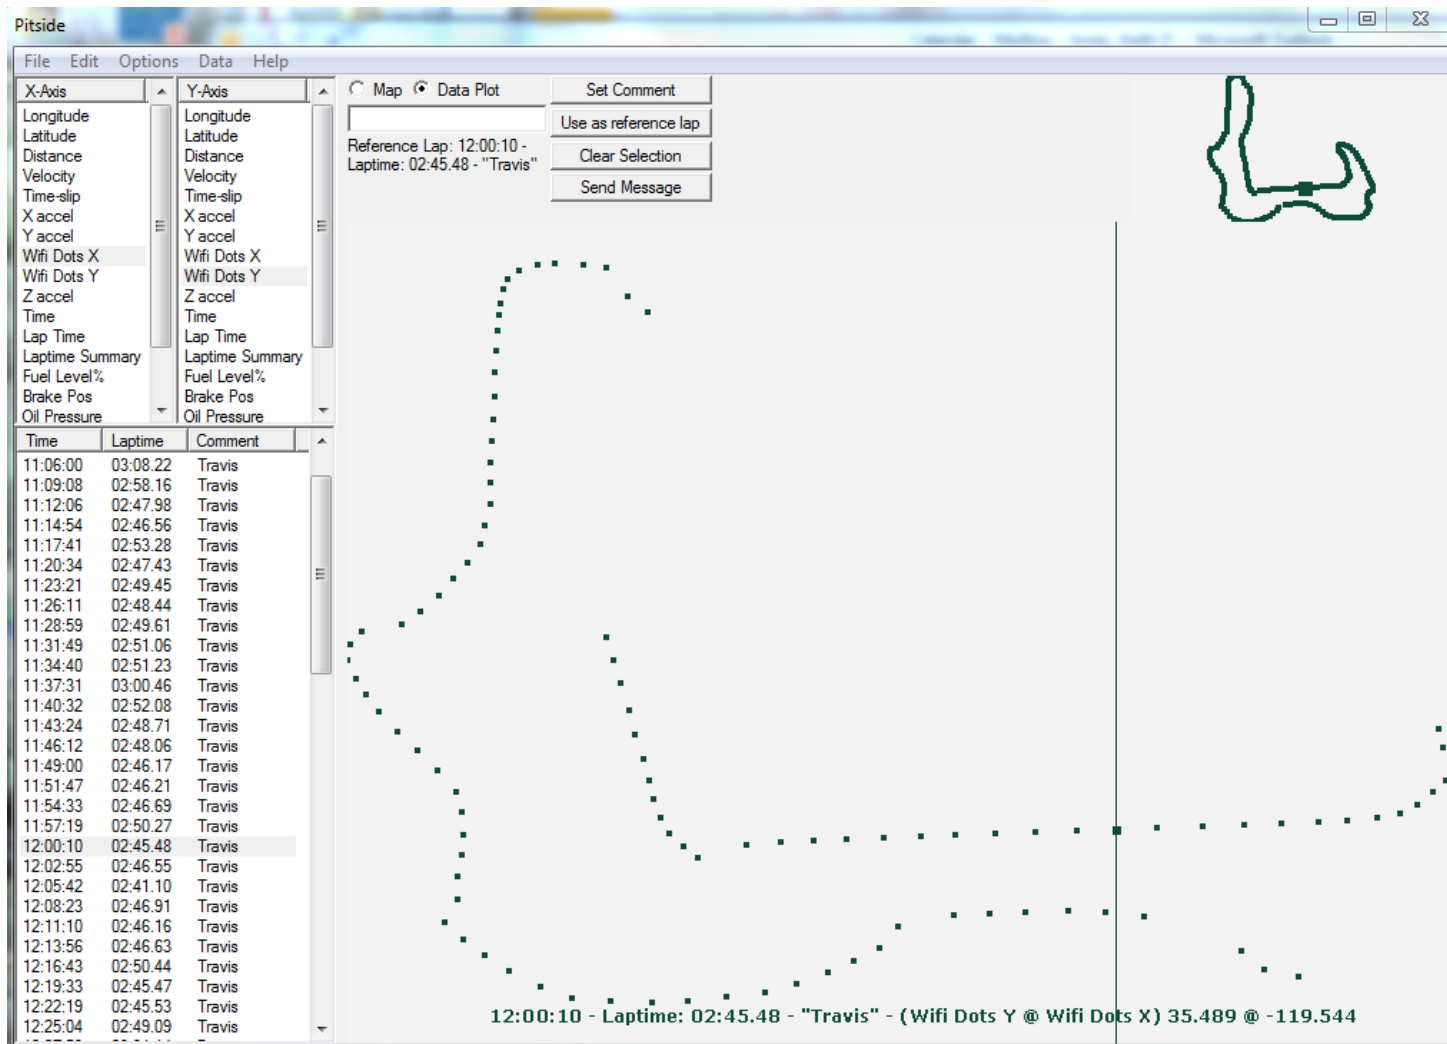 Pitside
File Edit Options Data Help
X-Axis Y-Axis
Longitude Longitude
Latitude Latitude
Distance Distance
Velocity Velocity
Time-slip Time-slip
X accel X accel
Y accel Y accel
Wifi Dots X Wifi Dots X
Wifi Dots Y Wifi Dots Y
Z accel Z accel
Time Time
Lap Time Lap Time
Laptime Summary Laptime Summary
Fuel Level% Fuel Level%
Brake Pos Brake Pos
Oil Pressure Oil Pressure
Map Data Plot
Reference Lap: 12:00:10 -
Laptime: 02:45.48 - "Travis"
Set Comment
Use as reference lap
Clear Selection
Send Message
Time Laptime Comment
11:06:00 03:08.22 Travis
11:09:08 02:58.16 Travis
11:12:06 02:47.98 Travis
11:14:54 02:46.56 Travis
11:17:41 02:53.28 Travis
11:20:34 02:47.43 Travis
11:23:21 02:49.45 Travis
11:26:11 02:48.44 Travis
11:28:59 02:49.61 Travis
11:31:49 02:51.06 Travis
11:34:40 02:51.23 Travis
11:37:31 03:00.46 Travis
11:40:32 02:52.08 Travis
11:43:24 02:48.71 Travis
11:46:12 02:48.06 Travis
11:49:00 02:46.17 Travis
11:51:47 02:46.21 Travis
11:54:33 02:46.69 Travis
11:57:19 02:50.27 Travis
12:00:10 02:45.48 Travis
12:02:55 02:46.55 Travis
12:05:42 02:41.10 Travis
12:08:23 02:46.91 Travis
12:11:10 02:46.16 Travis
12:13:56 02:46.63 Travis
12:16:43 02:50.44 Travis
12:19:33 02:45.47 Travis
12:22:19 02:45.53 Travis
12:25:04 02:49.09 Travis
12:00:10 - Laptime: 02:45.48 - "Travis" - (Wifi Dots Y @ Wifi Dots X) 35.489 @ -119.544